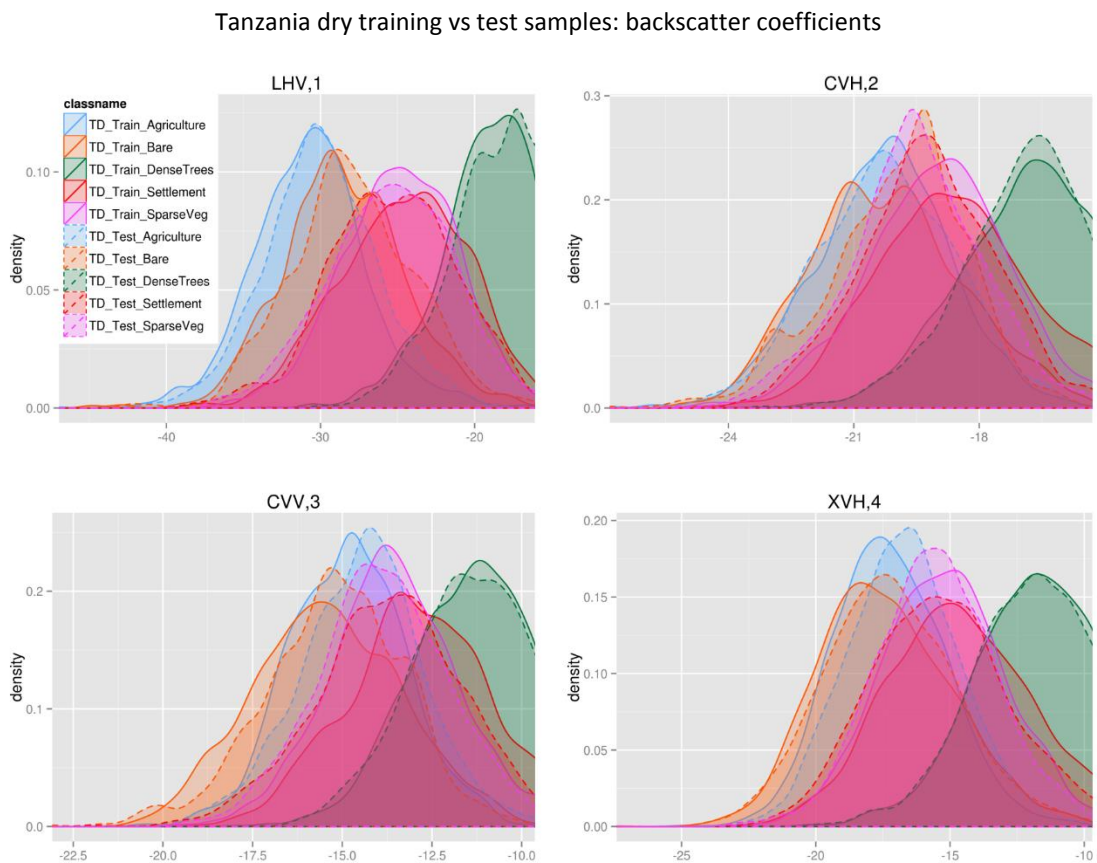 Tanzania dry training vs test samples: backscatter coefficients
LHV,1
density
0.10
0.05
0.00
-40 -30 -20
classname
TD_Train_Agriculture
TD_Train_Bare
TD_Train_DenseTrees
TD_Train_Settlement
TD_Train_SparseVeg
TD_Test_Agriculture
TD_Test_Bare
TD_Test_DenseTrees
TD_Test_Settlement
TD_Test_SparseVeg
CVH,2
density
0.3
0.2
0.1
0.0
-24 -21 -18
CVV,3
density
0.2
0.1
0.0
-22.5 -20.0 -17.5 -15.0 -12.5 -10.0
XVH,4
density
0.20
0.15
0.10
0.05
0.00
-25 -20 -15 -10